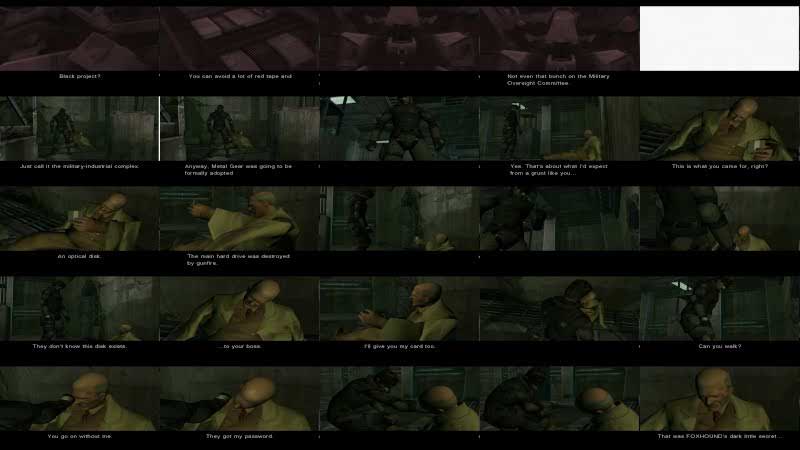 Black project?
You can avoid a lot of red tape and
Not even that bunch on the Military
Oversight Committee.
Just call it the military-industrial complex.
Anyway, Metal Gear was going to be
formally adopted
Yes. That's about what I'd expect
from a grunt like you...
This is what you came for, right?
An optical disk.
The main hard drive was destroyed
by gunfire.
They don't know this disk exists.
...to your boss.
I'll give you my card too.
Can you walk?
You go on without me.
They got my password.
That was FOXHOUND's dark little secret...